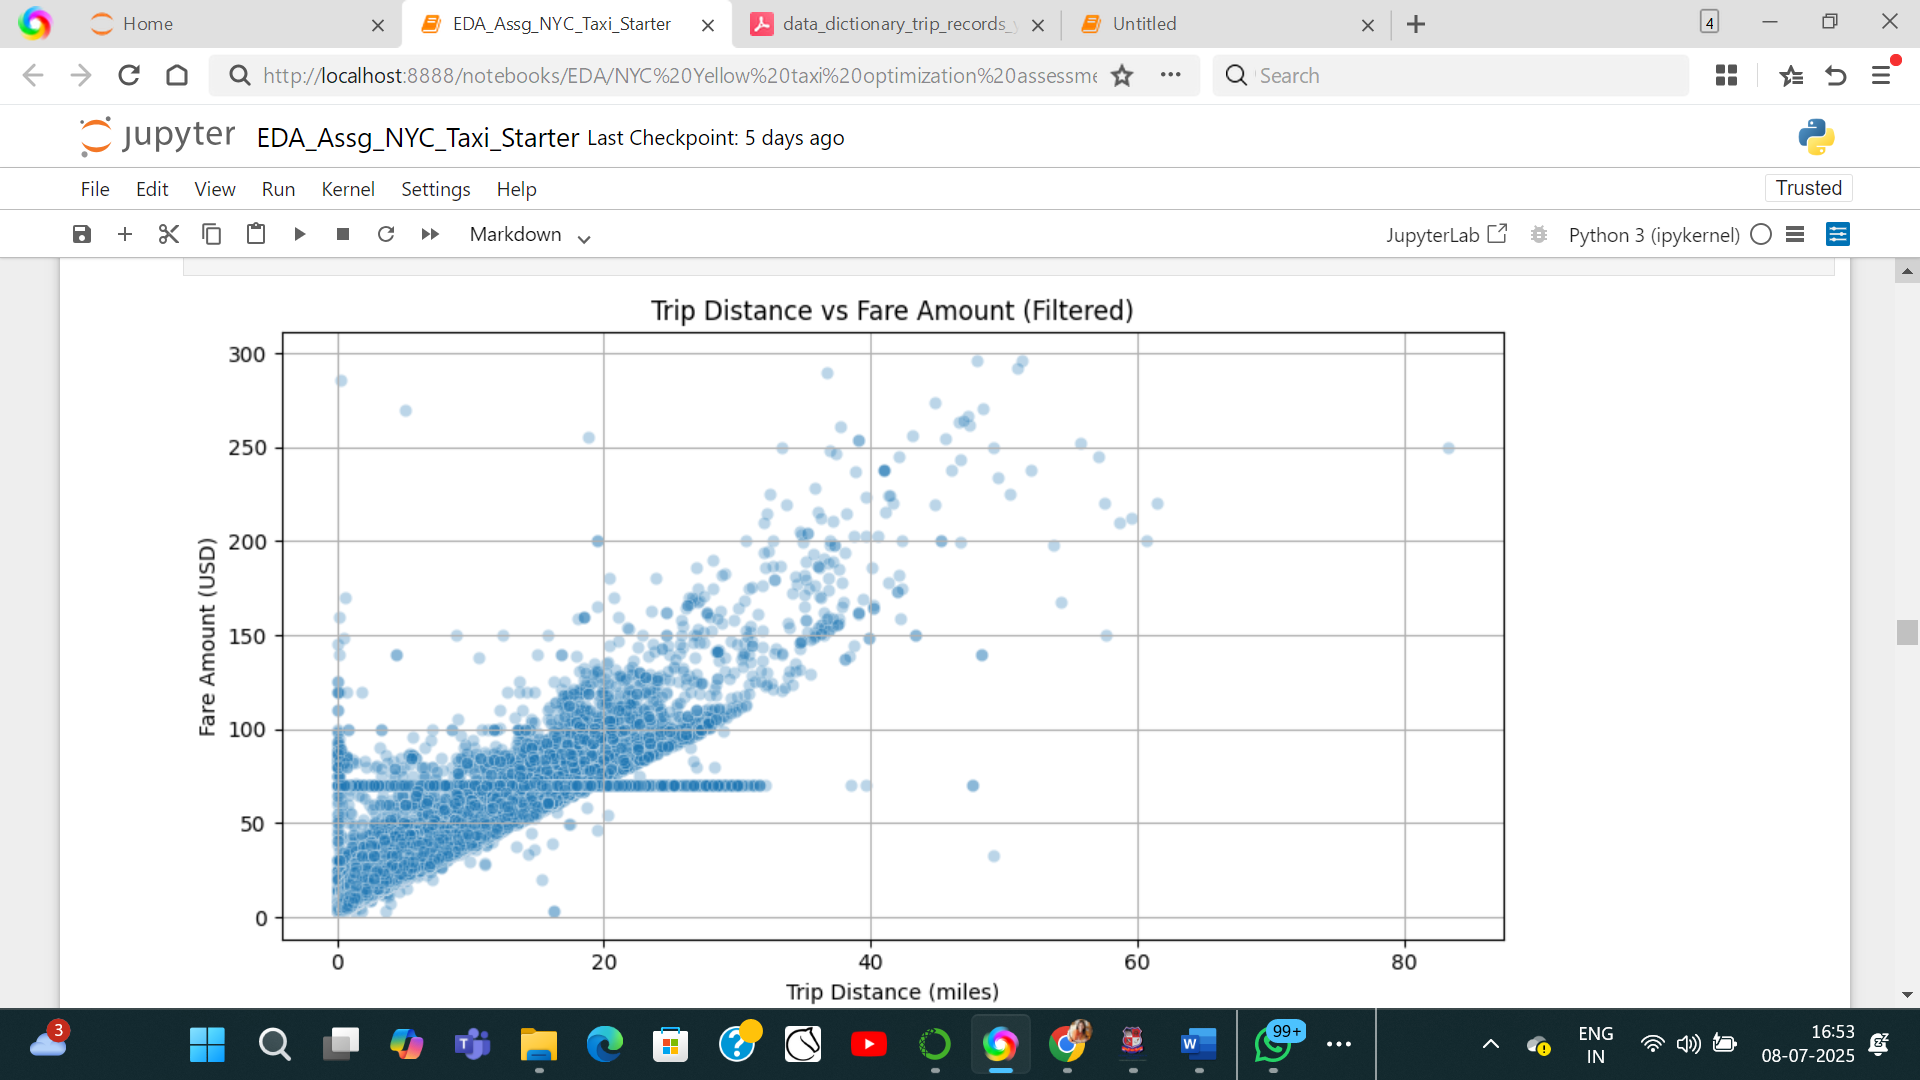 Home
EDA_Assg_NYC_Taxi_Starter
data_dictionary_trip_records_y
Untitled
4
http://localhost:8888/notebooks/EDA/NYC%20Yellow%20taxi%20optimization%20assessme
Search
jupyter
EDA_Assg_NYC_Taxi_Starter Last Checkpoint: 5 days ago
File Edit View Run Kernel Settings Help
Trusted
Markdown
JupyterLab
Python 3 (ipykernel)
Trip Distance vs Fare Amount (Filtered)
300
250
200
150
100
50
0
Fare Amount (USD)
0 20 40 60 80
Trip Distance (miles)
3
99+
ENG
IN
16:53
08-07-2025